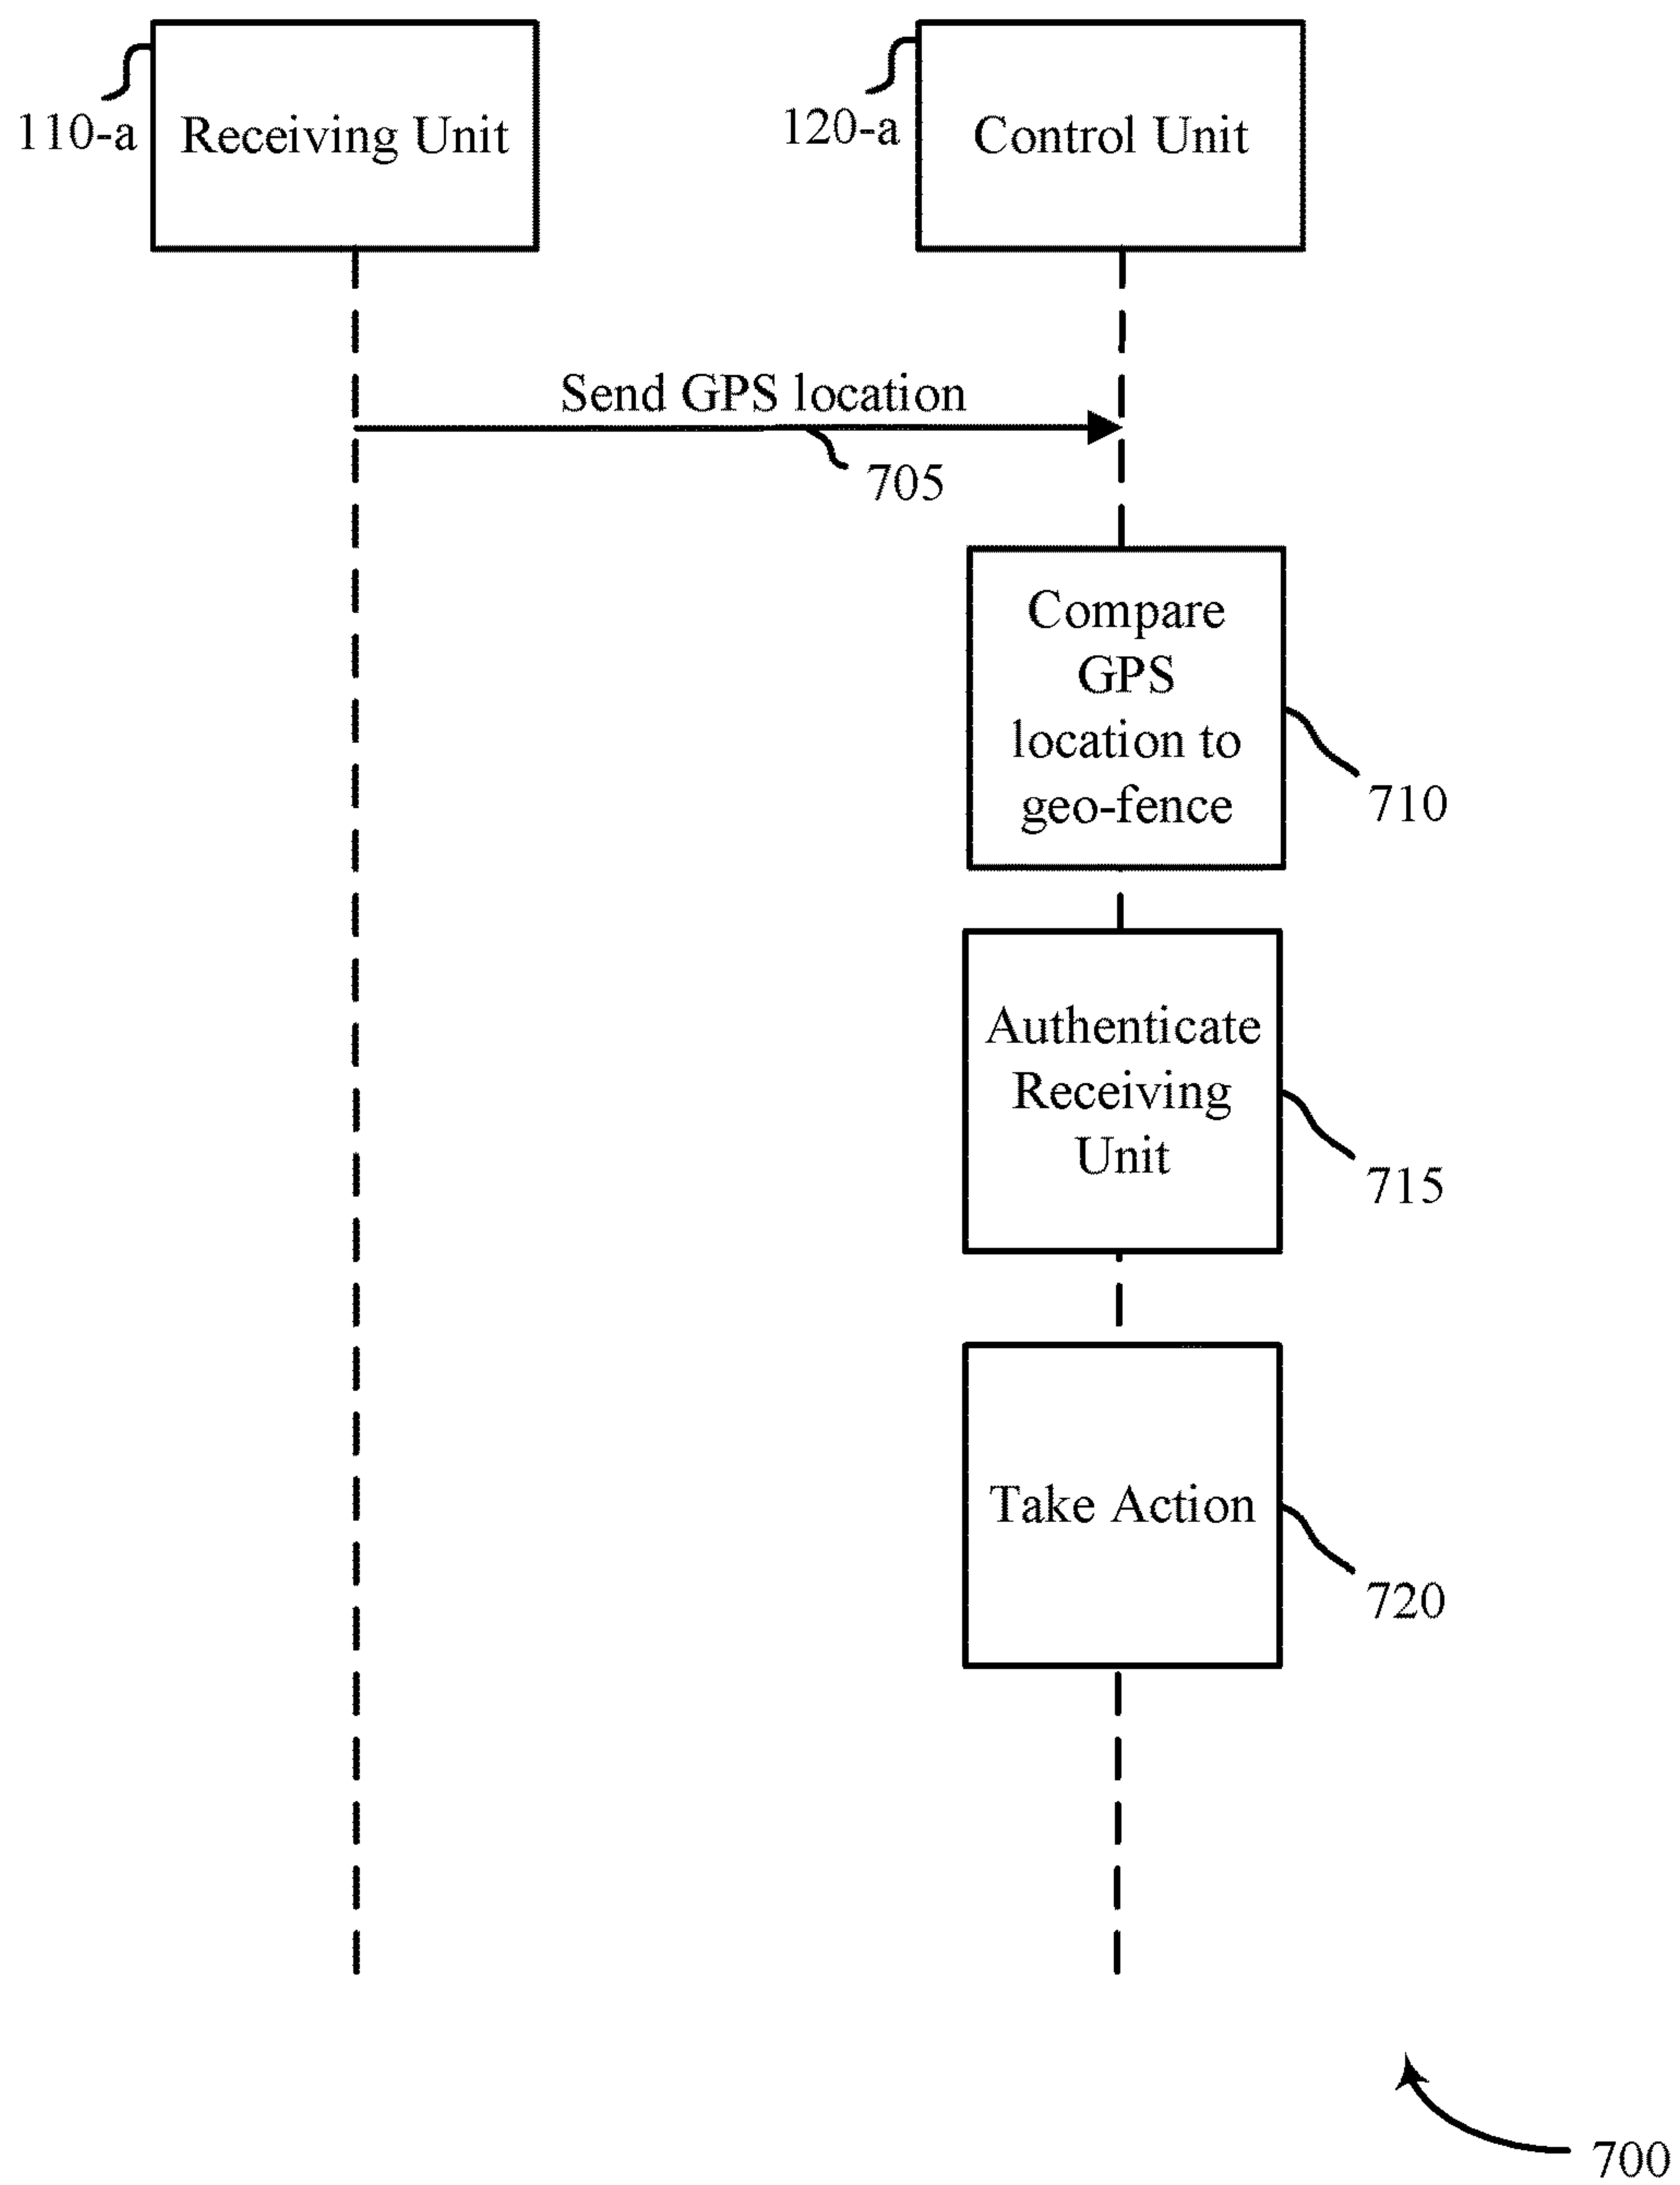 110-a
Receiving Unit
120-a
Control Unit
Send GPS location
705
Compare
GPS
location to
geo-fence
710
Authenticate
Receiving
Unit
715
Take Action
720
700